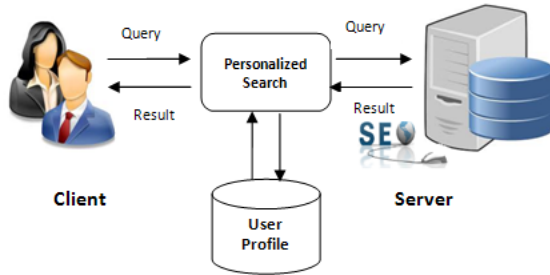 Query
Query
Personalized
Search
Result
Result
SEO
Client
Server
User
Profile